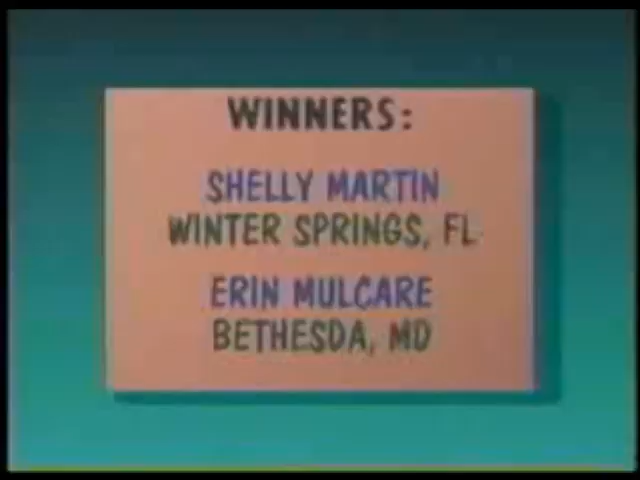 WINNERS:
SHELLY MARTIN
WINTER SPRINGS, FL
ERIN MULCARE
BETHESDA, MD